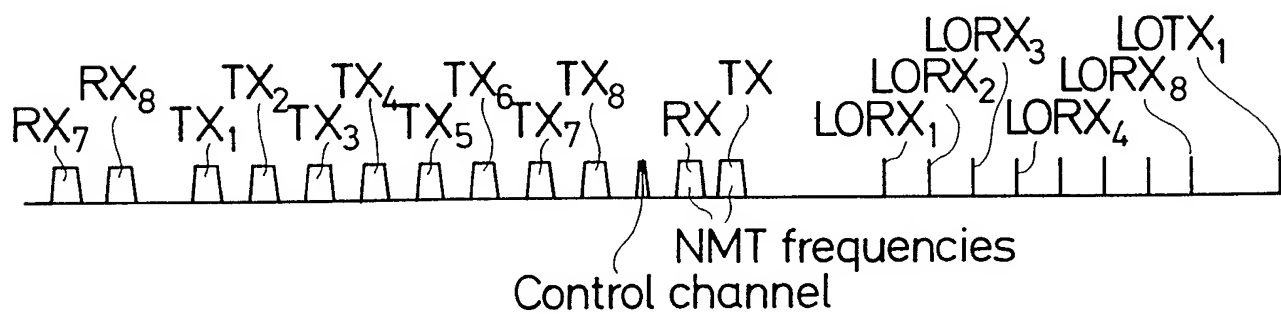 RX₇
RX₈
TX₁
TX₂
TX₃
TX₄
TX₅
TX₆
TX₇
TX₈
RX
TX
LORX₁
LORX₂
LORX₃
LORX₄
LORX₈
LOTX₁
NMT frequencies
Control channel